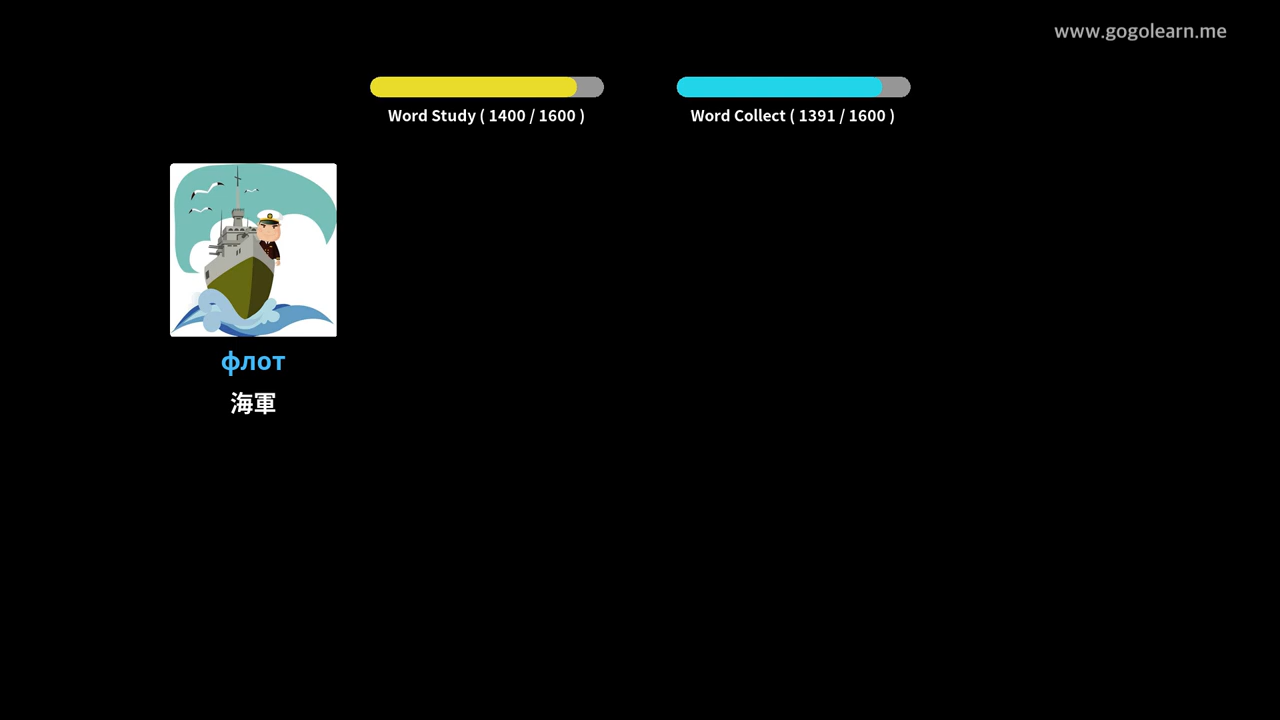 www.gogolearn.me
Word Study ( 1400 / 1600 )
Word Collect ( 1391 / 1600 )
флот
海軍